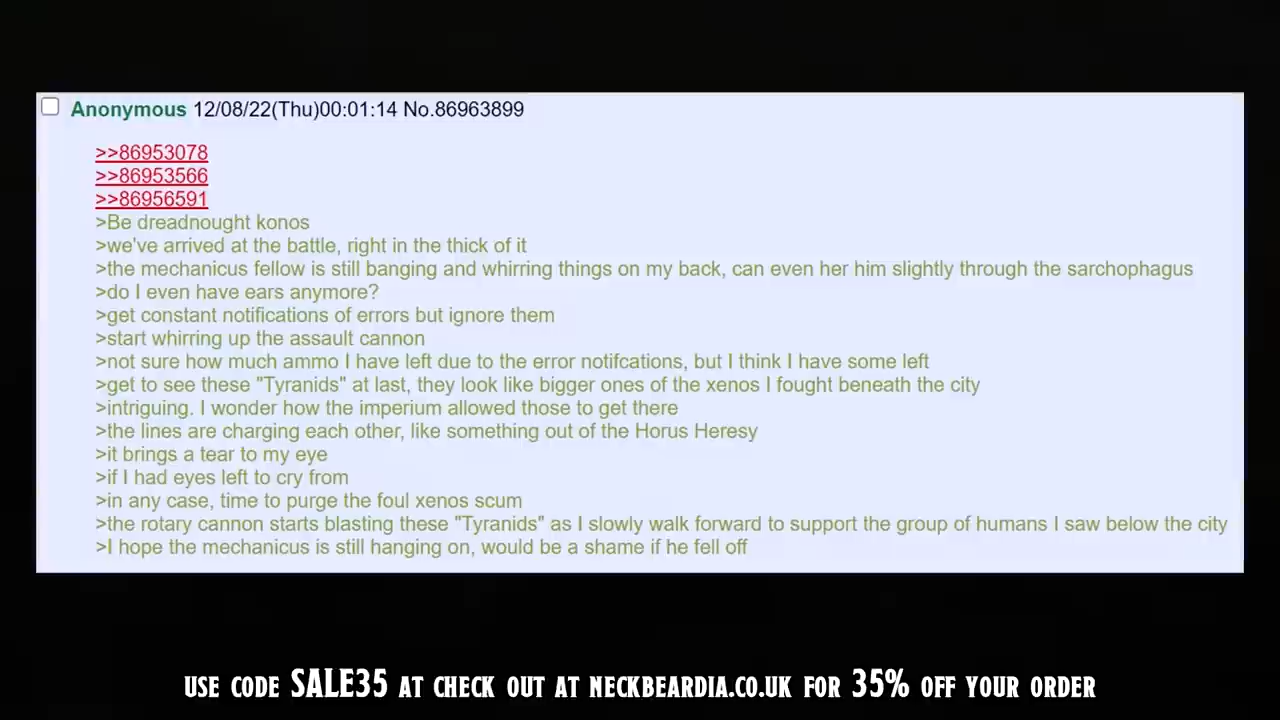 Anonymous 12/08/22(Thu)00:01:14 No.86963899
>>86953078
>>86953566
>>86956591
>Be dreadnought konos
>we've arrived at the battle, right in the thick of it
>the mechanicus fellow is still banging and whirring things on my back, can even her him slightly through the sarchophagus
>do I even have ears anymore?
>get constant notifications of errors but ignore them
>start whirring up the assault cannon
>not sure how much ammo I have left due to the error notifcations, but I think I have some left
>get to see these "Tyranids" at last, they look like bigger ones of the xenos I fought beneath the city
>intriguing. I wonder how the imperium allowed those to get there
>the lines are charging each other, like something out of the Horus Heresy
>it brings a tear to my eye
>if I had eyes left to cry from
>in any case, time to purge the foul xenos scum
>the rotary cannon starts blasting these "Tyranids" as I slowly walk forward to support the group of humans I saw below the city
>I hope the mechanicus is still hanging on, would be a shame if he fell off
USE CODE SALE35 AT CHECK OUT AT NECKBEARDIA.CO.UK FOR 35% OFF YOUR ORDER